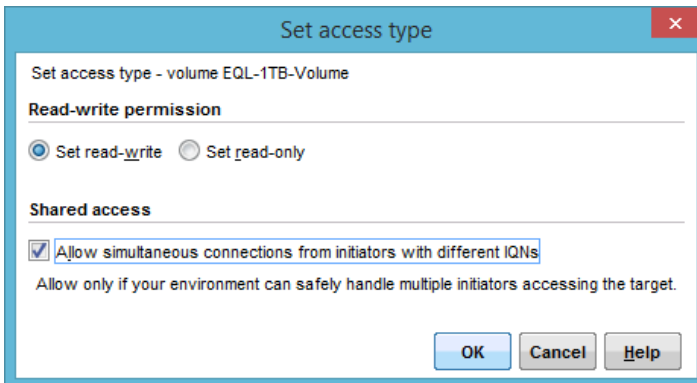 Set access type
Set access type - volume EQL-1TB-Volume
Read-write permission
Set read-write Set read-only
Shared access
Allow simultaneous connections from initiators with different IQNs
Allow only if your environment can safely handle multiple initiators accessing the target.
OK Cancel Help